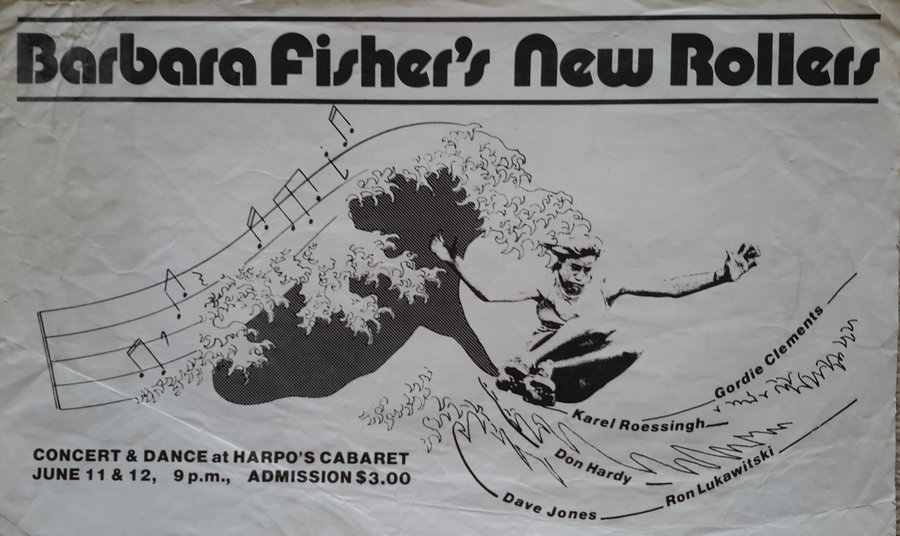 Barbara Fisher's New Rollers
CONCERT & DANCE at HARPO'S CABARET
JUNE 11 & 12, 9 p.m., ADMISSION $3.00
Karel Roessingh
Gordie Clements
Don Hardy
Ron Lukawitski
Dave Jones